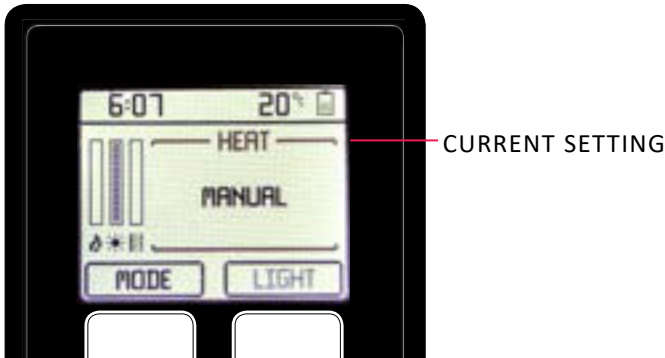 6:07 20°c
HEAT
CURRENT SETTING
MANUAL
MODE LIGHT